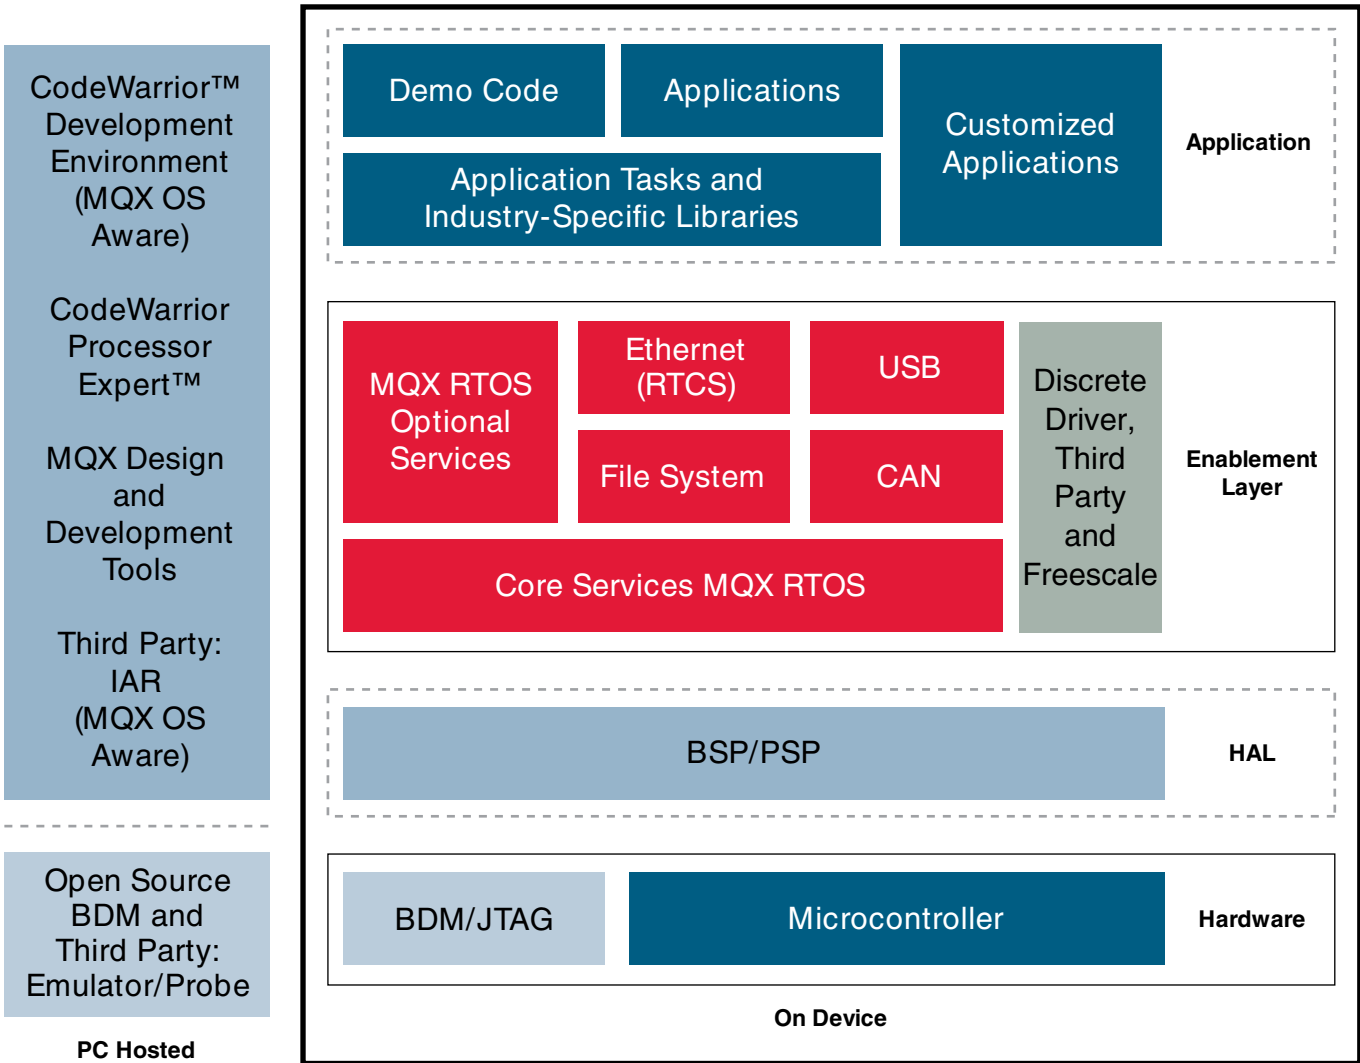 CodeWarrior™
Development
Environment
(MQX OS
Aware)
CodeWarrior
Processor
Expert™
MQX Design
and
Development
Tools
Third Party:
IAR
(MQX OS
Aware)
Open Source
BDM and
Third Party:
Emulator/Probe
PC Hosted
Demo Code
Applications
Customized
Applications
Application Tasks and
Industry-Specific Libraries
Application
MQX RTOS
Optional
Services
Ethernet
(RTCS)
USB
File System
CAN
Core Services MQX RTOS
Discrete
Driver,
Third
Party
and
Freescale
Enablement
Layer
BSP/PSP
HAL
BDM/JTAG
Microcontroller
Hardware
On Device